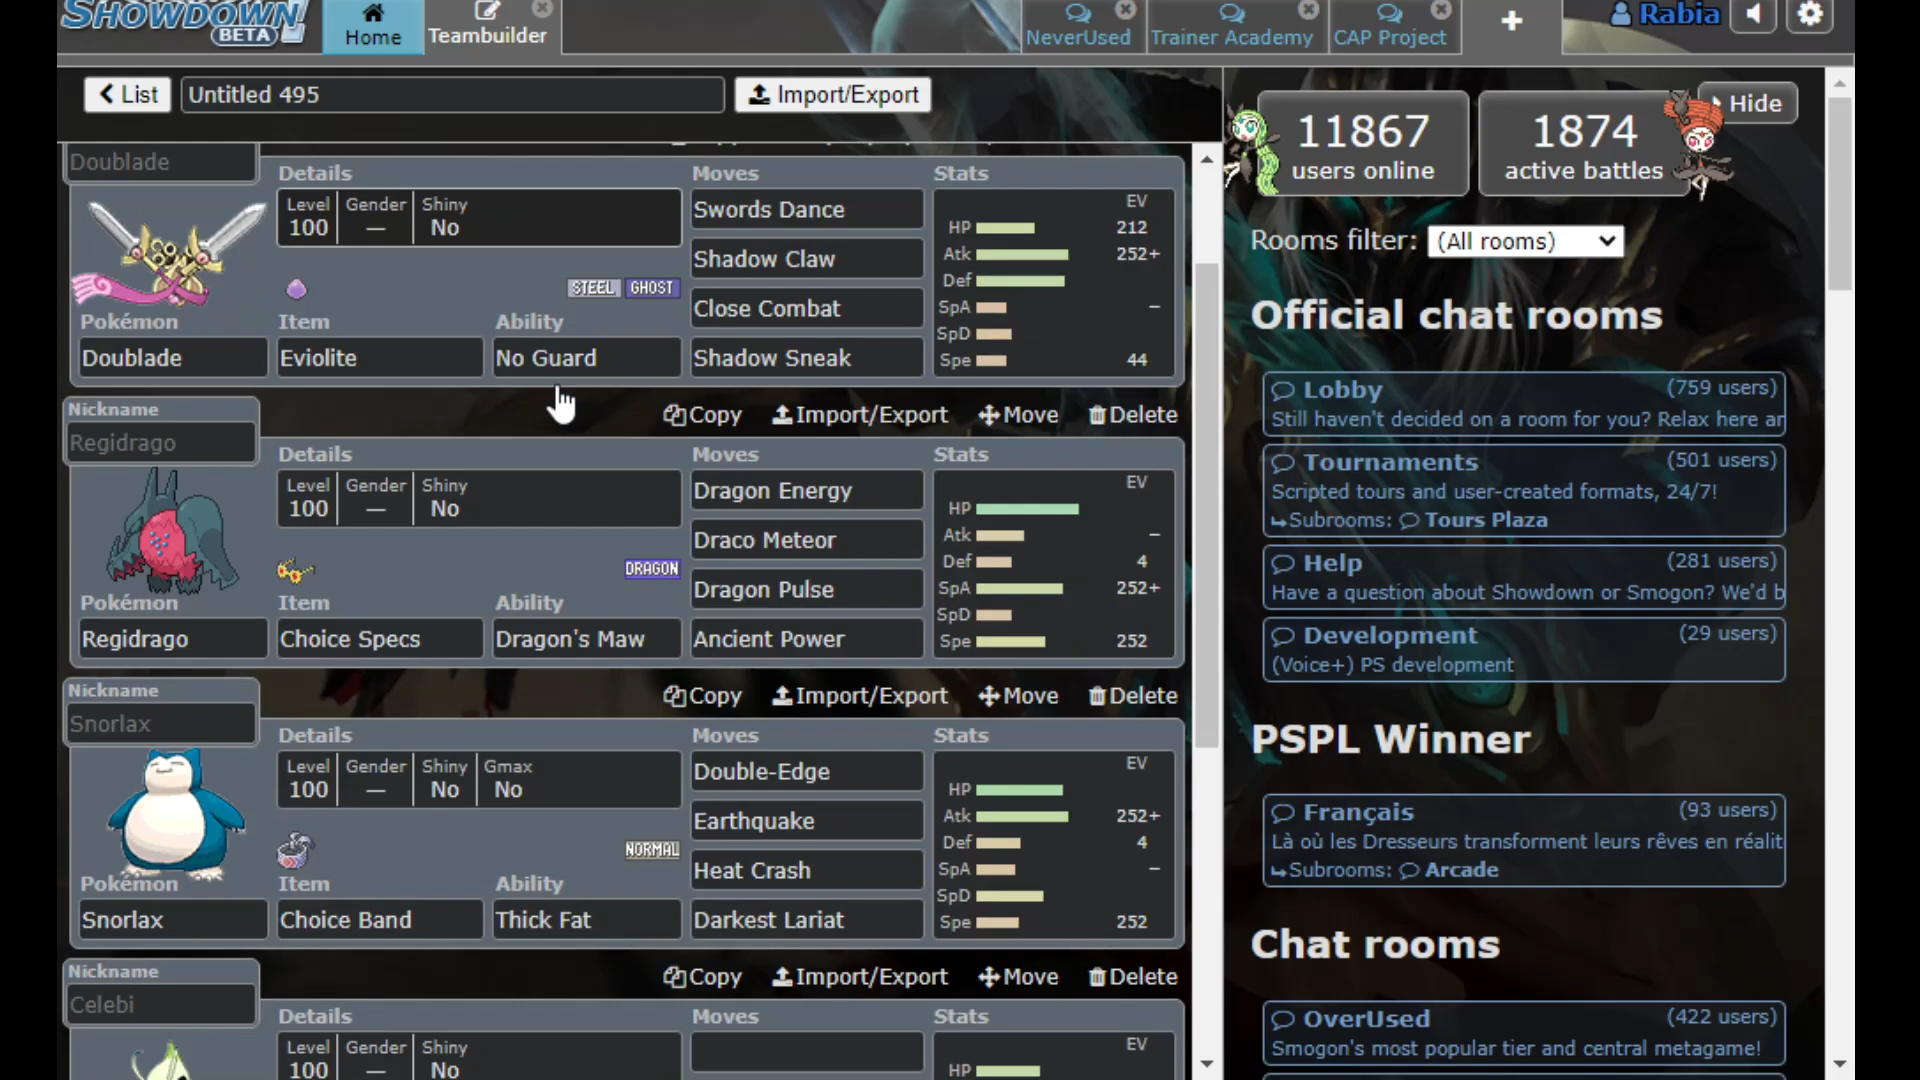 SHOWDOWN
BETA
Home
Teambuilder
NeverUsed
Trainer Academy
CAP Project
Rabia
List
Untitled 495
Import/Export
Doublade
Details
Level
100
Gender
—
Shiny
No
STEEL
GHOST
Pokémon
Doublade
Item
Eviolite
Ability
No Guard
Moves
Swords Dance
Shadow Claw
Close Combat
Shadow Sneak
Stats
EV
HP 212
Atk 252+
Def
SpA –
SpD
Spe 44
Copy Import/Export Move Delete
Nickname
Regidrago
Details
Level
100
Gender
—
Shiny
No
DRAGON
Pokémon
Regidrago
Item
Choice Specs
Ability
Dragon's Maw
Moves
Dragon Energy
Draco Meteor
Dragon Pulse
Ancient Power
Stats
EV
HP
Atk –
Def 4
SpA 252+
SpD
Spe 252
Copy Import/Export Move Delete
Nickname
Snorlax
Details
Level
100
Gender
—
Shiny
No
Gmax
No
NORMAL
Pokémon
Snorlax
Item
Choice Band
Ability
Thick Fat
Moves
Double-Edge
Earthquake
Heat Crash
Darkest Lariat
Stats
EV
HP
Atk 252+
Def 4
SpA –
SpD
Spe 252
Copy Import/Export Move Delete
Nickname
Celebi
Details
Level
100
Gender
—
Shiny
No
Moves
Stats
EV
HP
11867
users online
1874
active battles
Hide
Rooms filter: (All rooms)
Official chat rooms
Lobby (759 users)
Still haven't decided on a room for you? Relax here ar
Tournaments (501 users)
Scripted tours and user-created formats, 24/7!
Subrooms: Tours Plaza
Help (281 users)
Have a question about Showdown or Smogon? We'd b
Development (29 users)
(Voice+) PS development
PSPL Winner
Français (93 users)
Là où les Dresseurs transforment leurs rêves en réalit
Subrooms: Arcade
Chat rooms
OverUsed (422 users)
Smogon's most popular tier and central metagame!